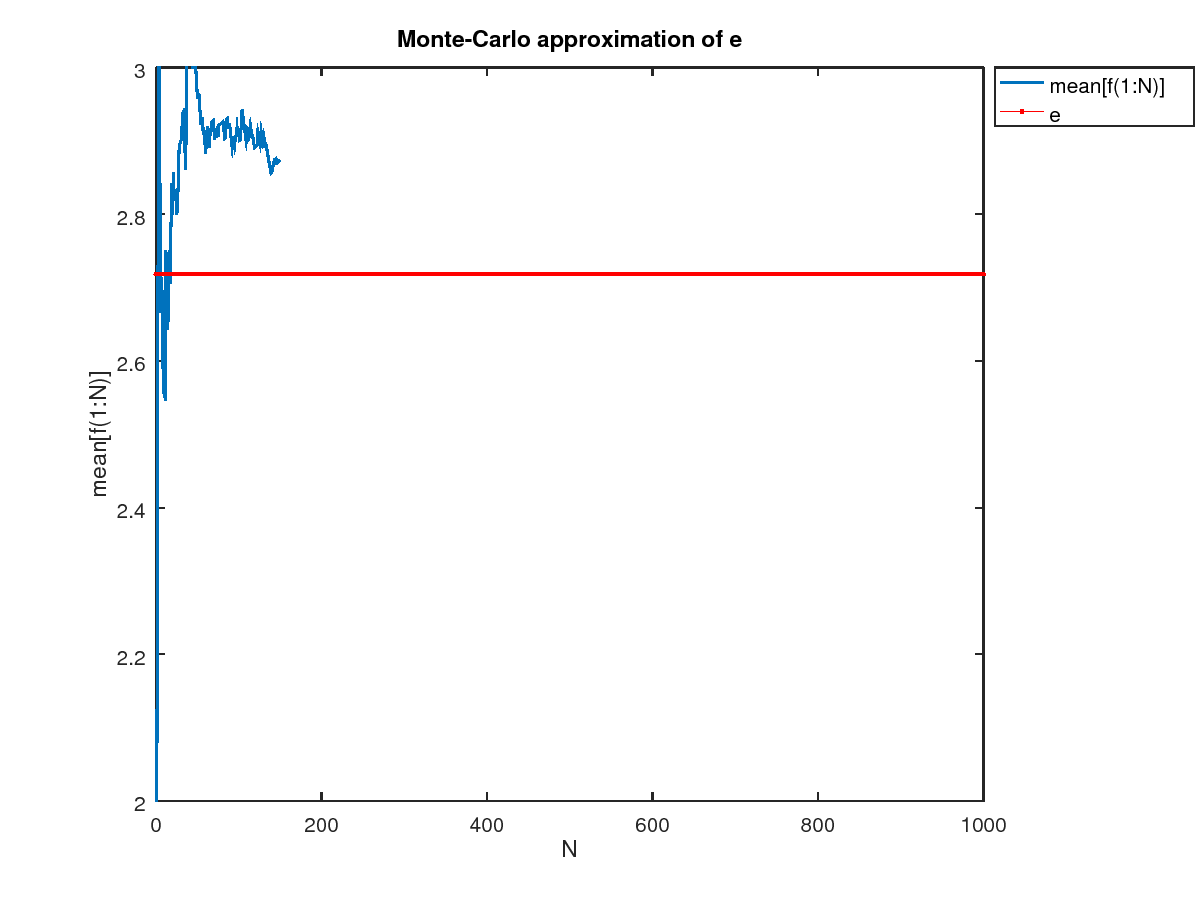 Monte-Carlo approximation of e
mean[f(1:N)]
e
3
2.8
2.6
2.4
2.2
2
mean[f(1:N)]
0 200 400 600 800 1000
N